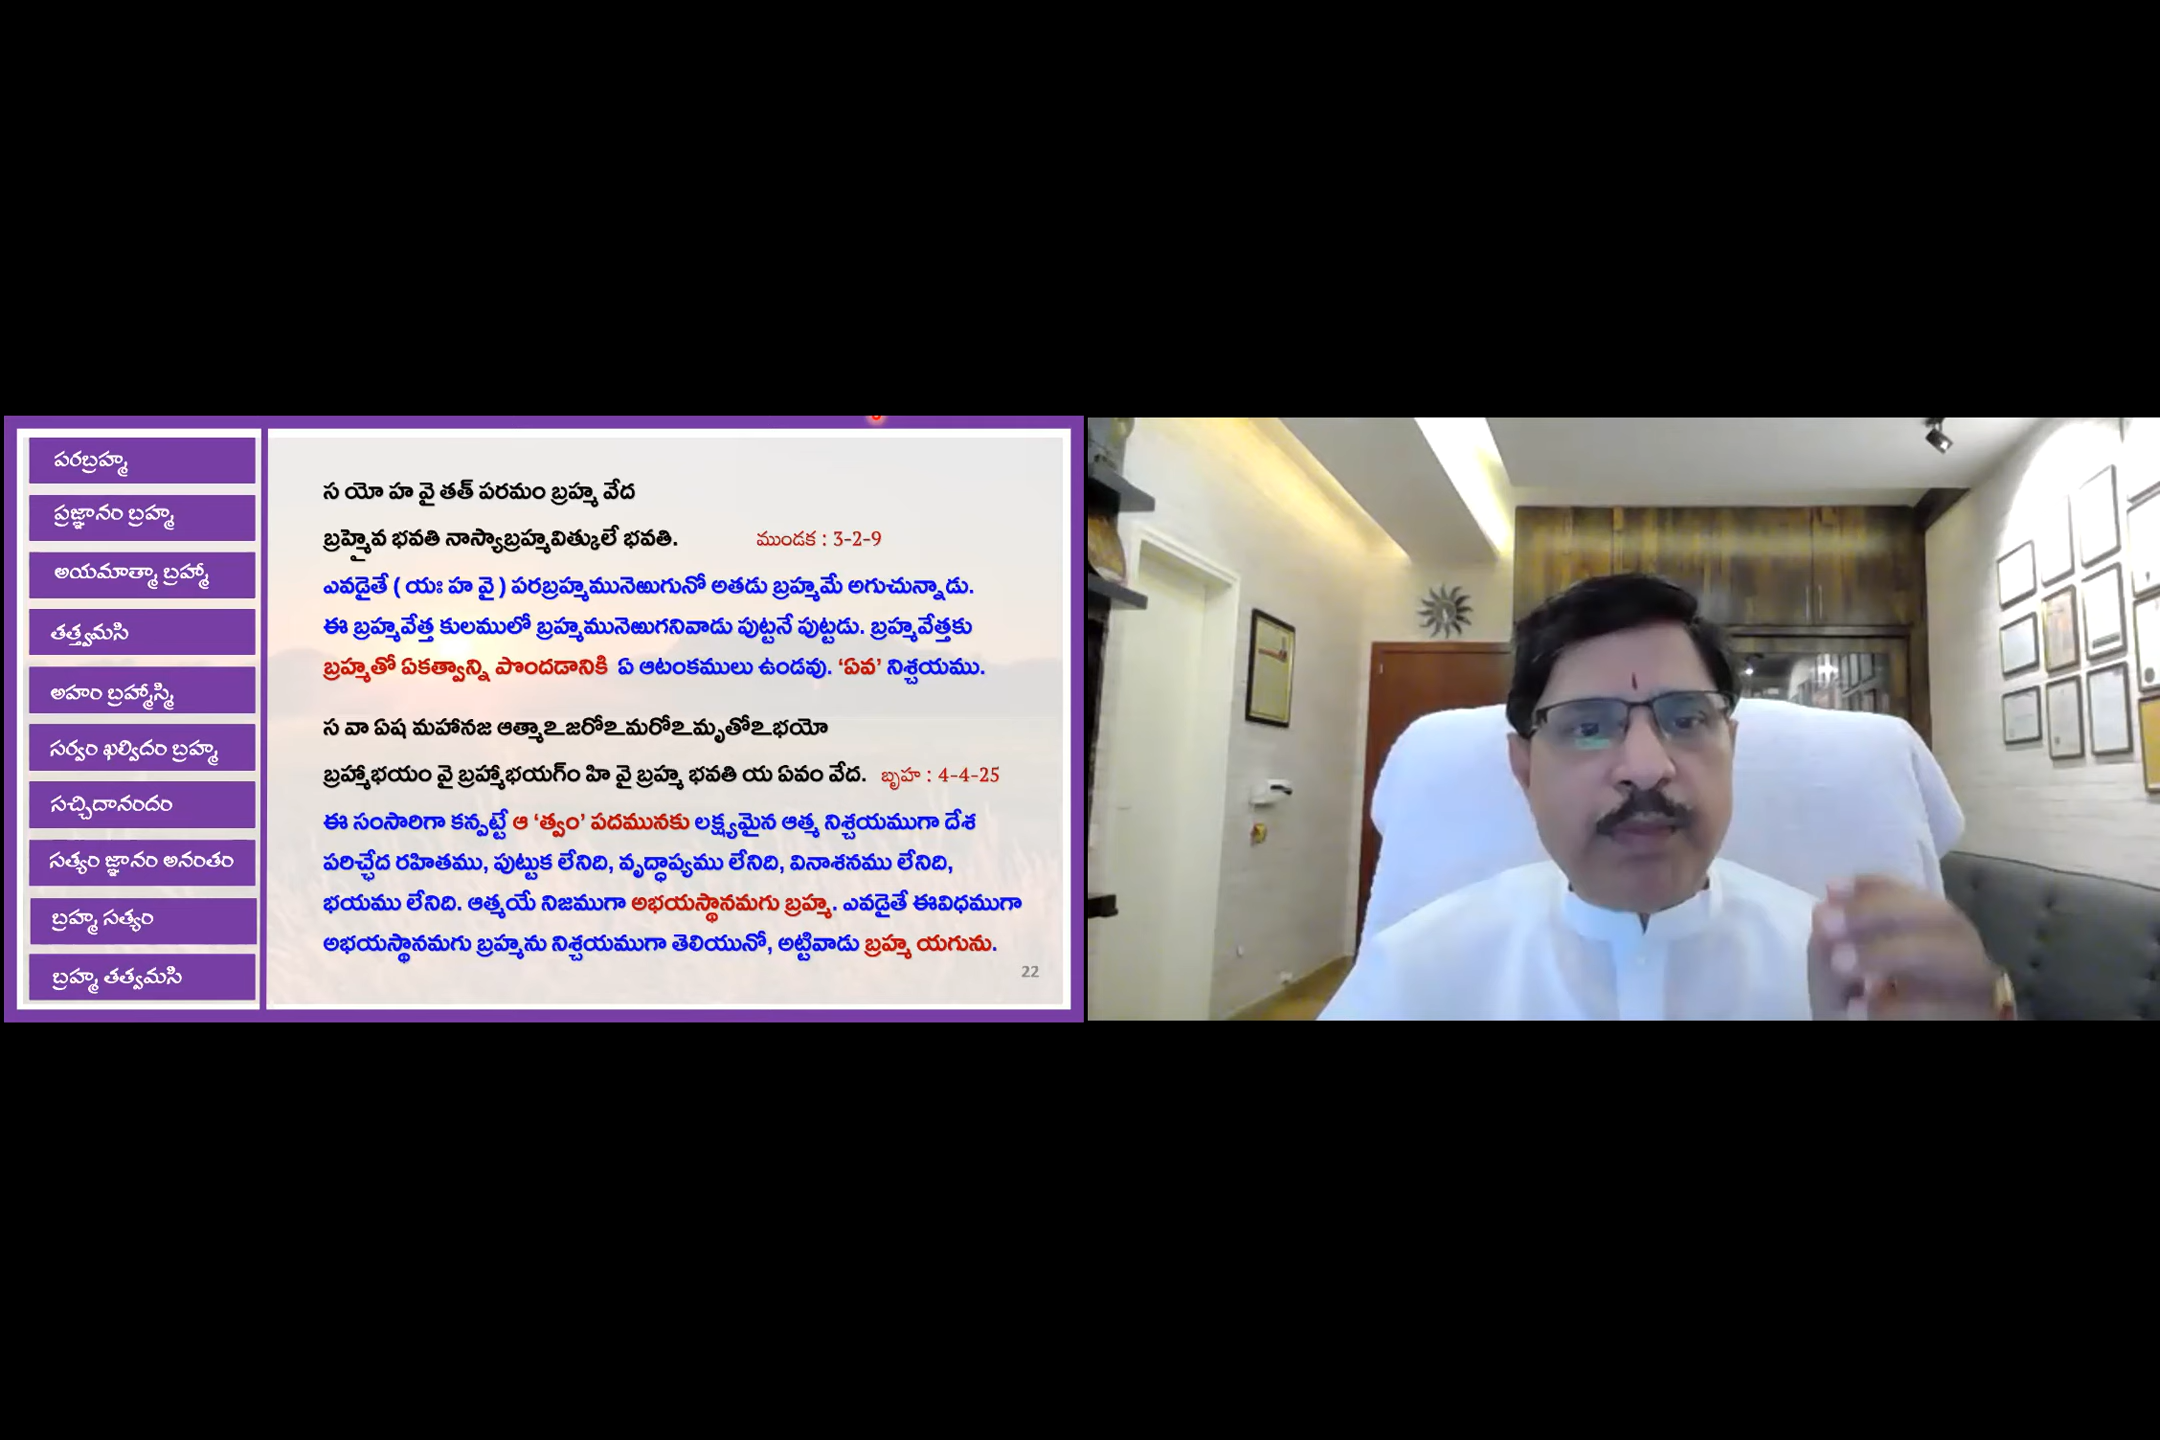 పరబ్రహ్మ
ప్రజ్ఞానం బ్రహ్మ
అయమాత్మా బ్రహ్మా
తత్త్వమసి
అహం బ్రహ్మాస్మి
సర్వం ఖల్విదం బ్రహ్మ
సచ్చిదానందం
సత్యం జ్ఞానం అనంతం
బ్రహ్మ సత్యం
బ్రహ్మ తత్వమసి
స యో హ వై తత్ పరమం బ్రహ్మ వేద
బ్రహ్మైవ భవతి నాస్యాబ్రహ్మవిత్కులే భవతి. ముండక : 3-2-9
ఎవడైతే ( యః హ వై ) పరబ్రహ్మమునెఱుగునో అతడు బ్రహ్మమే అగుచున్నాడు.
ఈ బ్రహ్మవేత్త కులములో బ్రహ్మమునెఱుగనివాడు పుట్టనే పుట్టడు. బ్రహ్మవేత్తకు
బ్రహ్మతో ఏకత్వాన్ని పొందడానికి ఏ ఆటంకములు ఉండవు. ‘ఏవ’ నిశ్చయము.
స వా ఏష మహానజ ఆత్మాఽజరోఽమరోఽమృతోఽభయో
బ్రహ్మాభయం వై బ్రహ్మాభయగ్ం హి వై బ్రహ్మ భవతి య ఏవం వేద. బృహ : 4-4-25
ఈ సంసారిగా కన్పట్టే ఆ ‘త్వం’ పదమునకు లక్ష్యమైన ఆత్మ నిశ్చయముగా దేశ
పరిచ్ఛేద రహితము, పుట్టుక లేనిది, వృద్ధాప్యము లేనిది, వినాశనము లేనిది,
భయము లేనిది. ఆత్మయే నిజముగా అభయస్థానమగు బ్రహ్మ. ఎవడైతే ఈవిధముగా
అభయస్థానమగు బ్రహ్మను నిశ్చయముగా తెలియునో, అట్టివాడు బ్రహ్మ యగును.
22